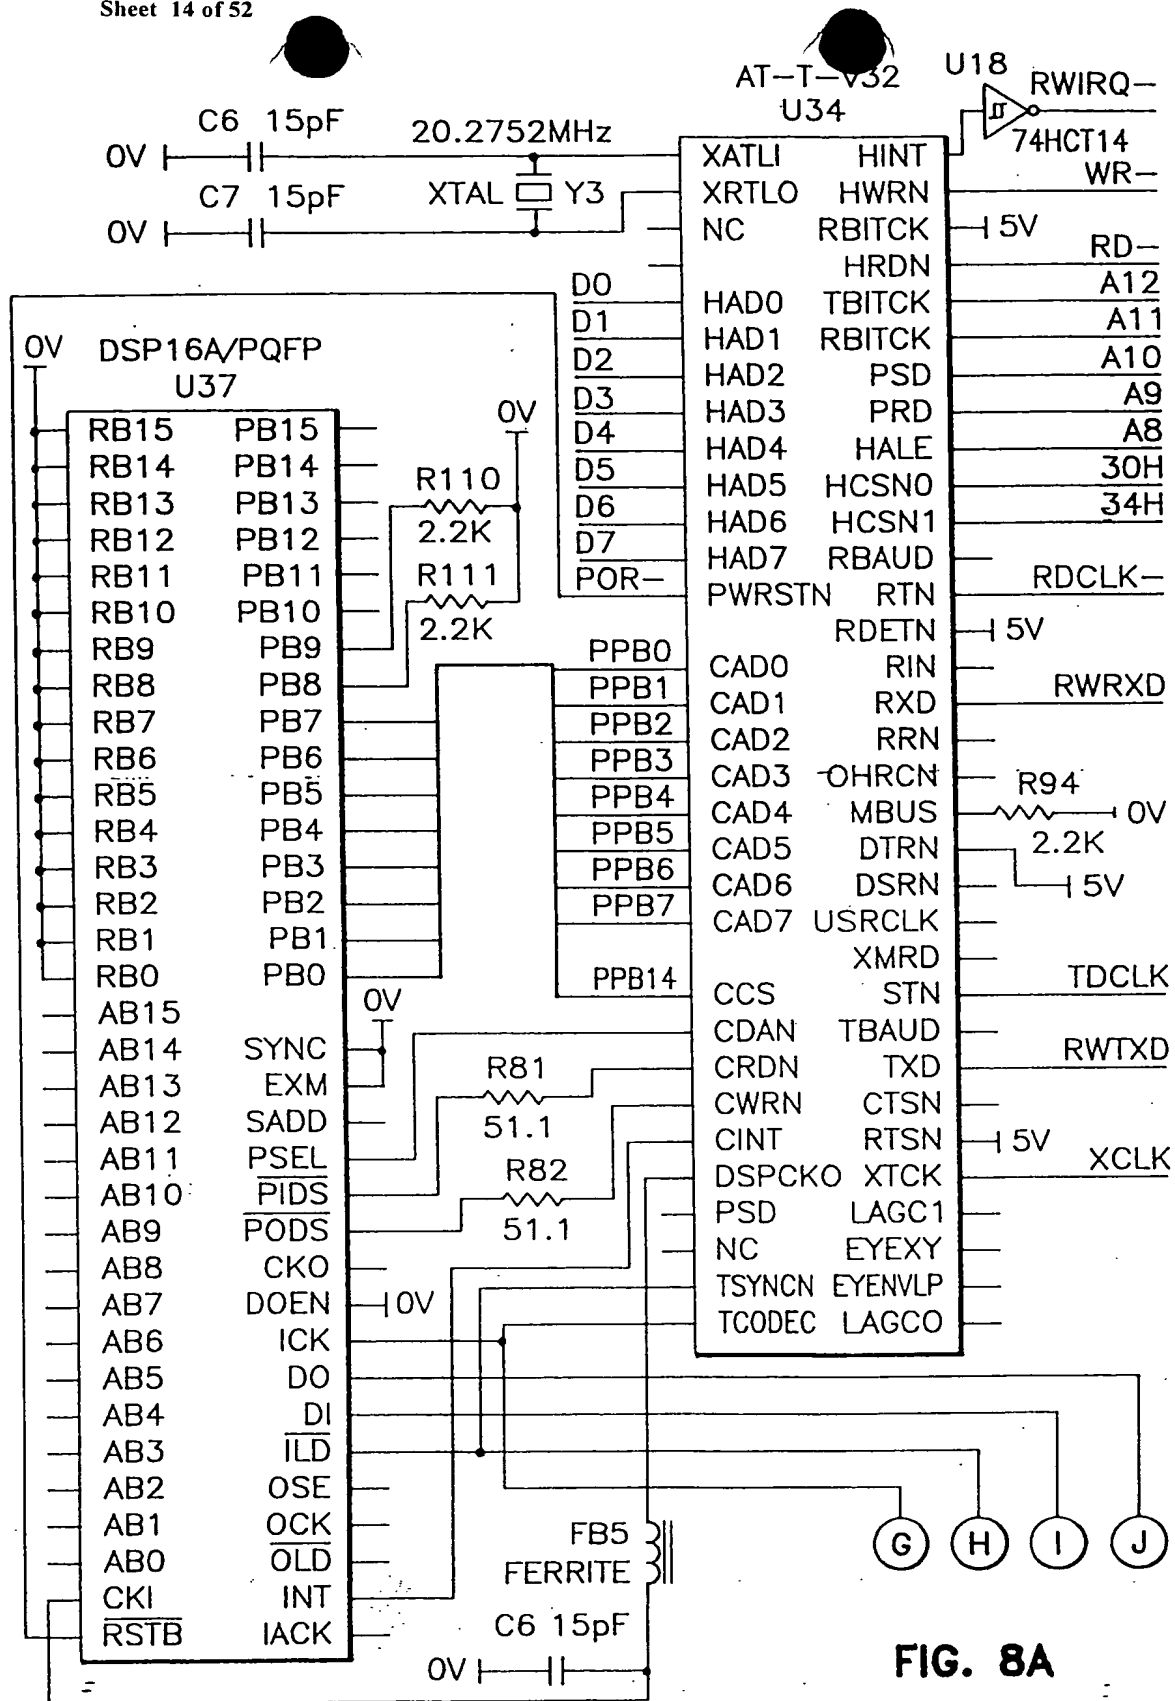 Sheet 14 of 52
AT-T-V32
U34
U18
RWIRQ-
74HCT14
C6 15pF
0V
20.2752MHz
C7 15pF
0V
XTAL Y3
XATLI HINT
XRTLO HWRN WR-
NC RBITCK 5V
HRDN RD-
D0 HAD0 TBITCK A12
D1 HAD1 RBITCK A11
D2 HAD2 PSD A10
D3 HAD3 PRD A9
D4 HAD4 HALE A8
D5 HAD5 HCSN0 30H
D6 HAD6 HCSN1 34H
D7 HAD7 RBAUD
POR- PWRSTN RTN RDCLK-
RDETN 5V
PPB0 CAD0 RIN
PPB1 CAD1 RXD RWRXD
PPB2 CAD2 RRN
PPB3 CAD3 OHRCN
PPB4 CAD4 MBUS R94 2.2K 0V
PPB5 CAD5 DTRN
PPB6 CAD6 DSRN 5V
PPB7 CAD7 USRCLK
XMRD
PPB14 CCS STN TDCLK
CDAN TBAUD
CRDN TXD RWTXD
CWRN CTSN
CINT RTSN 5V
DSPCKO XTCK XCLK
PSD LAGC1
NC EYEXY
TSYNCN EYENVLP
TCODEC LAGCO
0V
DSP16A/PQFP
U37
RB15 PB15
RB14 PB14
RB13 PB13
RB12 PB12
RB11 PB11
RB10 PB10
RB9 PB9
RB8 PB8
RB7 PB7
RB6 PB6
RB5 PB5
RB4 PB4
RB3 PB3
RB2 PB2
RB1 PB1
RB0 PB0
AB15
AB14 SYNC
AB13 EXM
AB12 SADD
AB11 PSEL
AB10 PIDS
AB9 PODS
AB8 CKO
AB7 DOEN 0V
AB6 ICK
AB5 DO
AB4 DI
AB3 ILD
AB2 OSE
AB1 OCK
AB0 OLD
CKI INT
RSTB IACK
0V
R110
2.2K
R111
2.2K
0V
R81
51.1
R82
51.1
FB5
FERRITE
C6 15pF
0V
G H I J
FIG. 8A